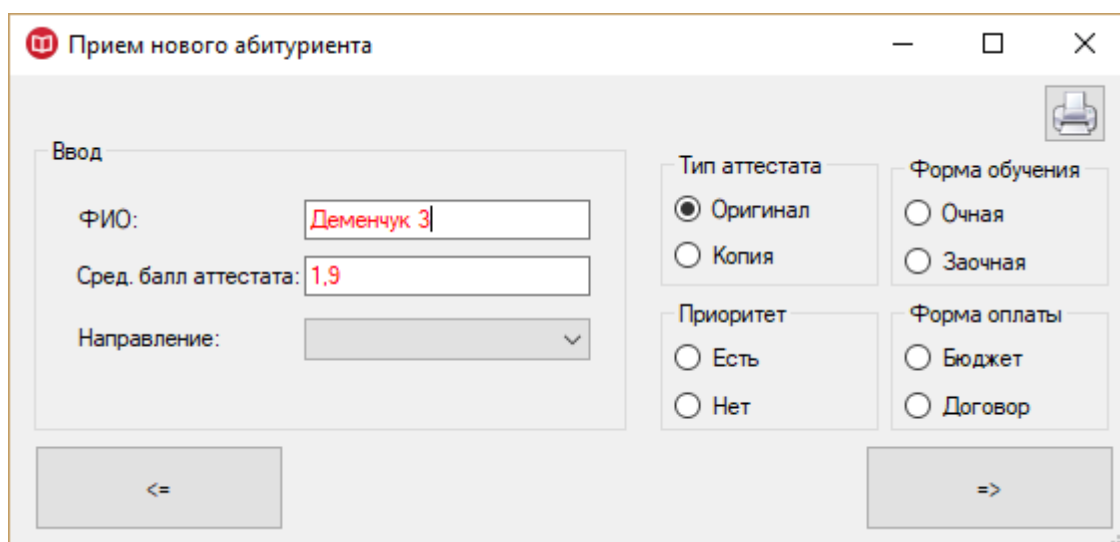 Прием нового абитуриента
Ввод
ФИО:
Деменчук 3
Сред. балл аттестата:
1,9
Направление:
Тип аттестата
Оригинал
Копия
Форма обучения
Очная
Заочная
Приоритет
Есть
Нет
Форма оплаты
Бюджет
Договор
<=
=>